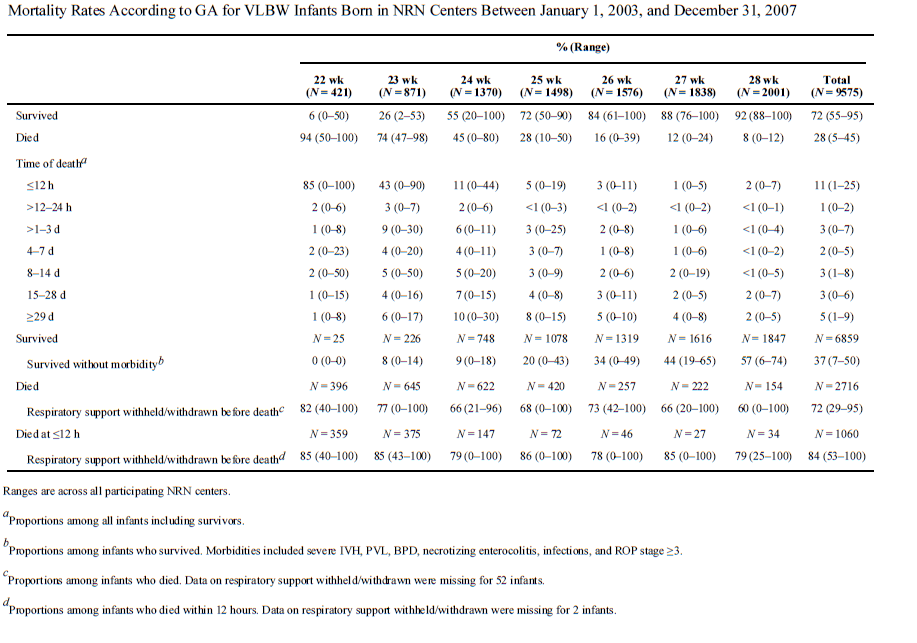 Mortality Rates According to GA for VLBW Infants Born in NRN Centers Between January 1, 2003, and December 31, 2007
% (Range)
22 wk (N = 421) 23 wk (N = 871) 24 wk (N = 1370) 25 wk (N = 1498) 26 wk (N = 1576) 27 wk (N = 1838) 28 wk (N = 2001) Total (N = 9575)
Survived 6 (0–50) 26 (2–53) 55 (20–100) 72 (50–90) 84 (61–100) 88 (76–100) 92 (88–100) 72 (55–95)
Died 94 (50–100) 74 (47–98) 45 (0–80) 28 (10–50) 16 (0–39) 12 (0–24) 8 (0–12) 28 (5–45)
Time of death a
≤12 h 85 (0–100) 43 (0–90) 11 (0–44) 5 (0–19) 3 (0–11) 1 (0–5) 2 (0–7) 11 (1–25)
>12–24 h 2 (0–6) 3 (0–7) 2 (0–6) <1 (0–3) <1 (0–2) <1 (0–2) <1 (0–1) 1 (0–2)
>1–3 d 1 (0–8) 9 (0–30) 6 (0–11) 3 (0–25) 2 (0–8) 1 (0–6) <1 (0–4) 3 (0–7)
4–7 d 2 (0–23) 4 (0–20) 4 (0–11) 3 (0–7) 1 (0–8) 1 (0–6) <1 (0–2) 2 (0–5)
8–14 d 2 (0–50) 5 (0–50) 5 (0–20) 3 (0–9) 2 (0–6) 2 (0–19) <1 (0–5) 3 (1–8)
15–28 d 1 (0–15) 4 (0–16) 7 (0–15) 4 (0–8) 3 (0–11) 2 (0–5) 2 (0–7) 3 (0–6)
≥29 d 1 (0–8) 6 (0–17) 10 (0–30) 8 (0–15) 5 (0–10) 4 (0–8) 2 (0–5) 5 (1–9)
Survived N = 25 N = 226 N = 748 N = 1078 N = 1319 N = 1616 N = 1847 N = 6859
Survived without morbidity b 0 (0–0) 8 (0–14) 9 (0–18) 20 (0–43) 34 (0–49) 44 (19–65) 57 (6–74) 37 (7–50)
Died N = 396 N = 645 N = 622 N = 420 N = 257 N = 222 N = 154 N = 2716
Respiratory support withheld/withdrawn before death c 82 (40–100) 77 (0–100) 66 (21–96) 68 (0–100) 73 (42–100) 66 (20–100) 60 (0–100) 72 (29–95)
Died at ≤12 h N = 359 N = 375 N = 147 N = 72 N = 46 N = 27 N = 34 N = 1060
Respiratory support withheld/withdrawn before death d 85 (40–100) 85 (43–100) 79 (0–100) 86 (0–100) 78 (0–100) 85 (0–100) 79 (25–100) 84 (53–100)
Ranges are across all participating NRN centers.
a Proportions among all infants including survivors.
b Proportions among infants who survived. Morbidities included severe IVH, PVL, BPD, necrotizing enterocolitis, infections, and ROP stage ≥3.
c Proportions among infants who died. Data on respiratory support withheld/withdrawn were missing for 52 infants.
d Proportions among infants who died within 12 hours. Data on respiratory support withheld/withdrawn were missing for 2 infants.